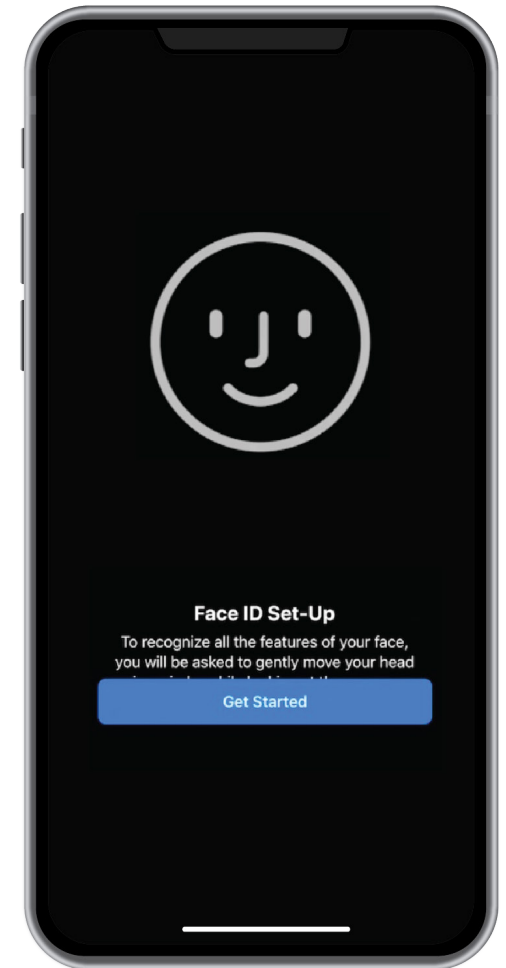 Face ID Set-Up
To recognize all the features of your face,
you will be asked to gently move your head
Get Started